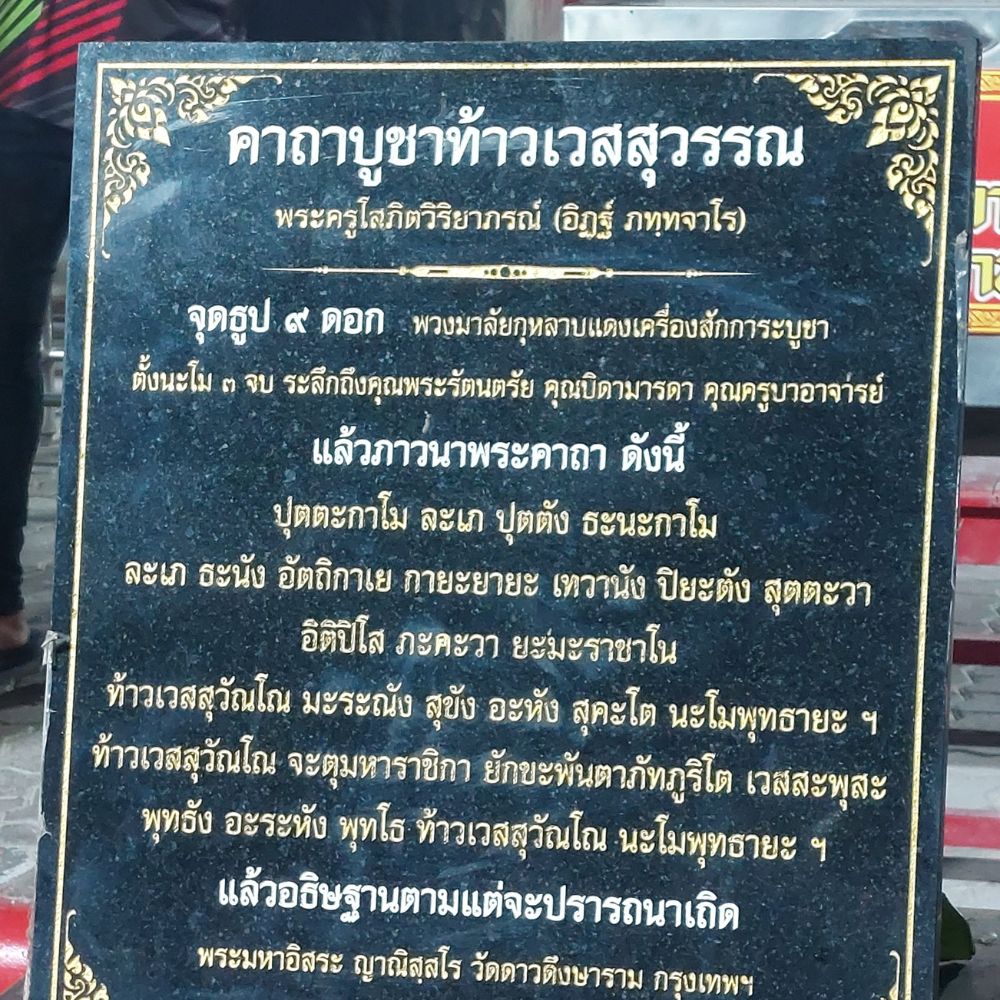 คาถาบูชาท้าวเวสสุวรรณ
พระครูโสภิตวิริยาภรณ์ (อิฏฐ์ ภทฺทจาโร)
จุดธูป ๙ ดอก พวงมาลัยกุหลาบแดงเครื่องสักการะบูชา
ตั้งนะโม ๓ จบ ระลึกถึงคุณพระรัตนตรัย คุณบิดามารดา คุณครูบาอาจารย์
แล้วภาวนาพระคาถา ดังนี้
ปุตตะกาโม ละเภ ปุตตัง ธะนะกาโม
ละเภ ธะนัง อัตถิกาเย กายะยายะ เทวานัง ปิยะตัง สุตตะวา
อิติปิโส ภะคะวา ยะมะราชาโน
ท้าวเวสสุวัณโณ มะระณัง สุขัง อะหัง สุคะโต นะโมพุทธายะ ฯ
ท้าวเวสสุวัณโณ จะตุมหาราชิกา ยักขะพันตาภัทภูริโต เวสสะพุสะ
พุทธัง อะระหัง พุทโธ ท้าวเวสสุวัณโณ นะโมพุทธายะ ฯ
แล้วอธิษฐานตามแต่จะปรารถนาเถิด
พระมหาอิสระ ญาณิสฺสโร วัดดาวดึงษาราม กรุงเทพฯ